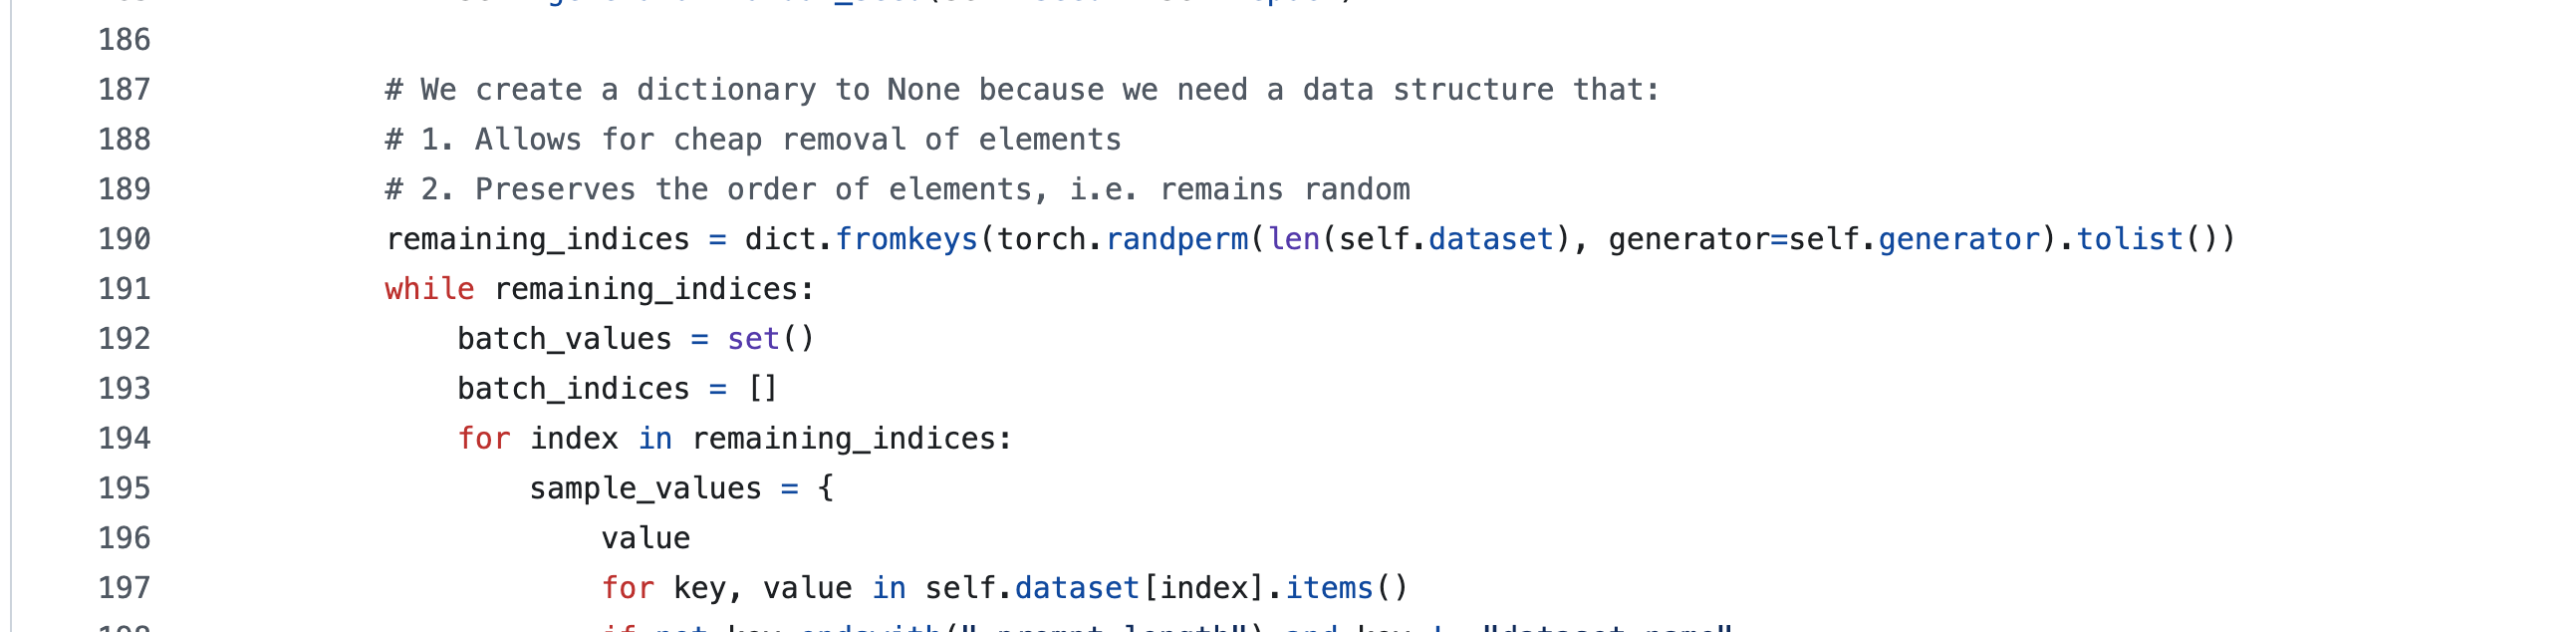 186
187 # We create a dictionary to None because we need a data structure that:
188 # 1. Allows for cheap removal of elements
189 # 2. Preserves the order of elements, i.e. remains random
190 remaining_indices = dict.fromkeys(torch.randperm(len(self.dataset), generator=self.generator).tolist())
191 while remaining_indices:
192 batch_values = set()
193 batch_indices = []
194 for index in remaining_indices:
195 sample_values = {
196 value
197 for key, value in self.dataset[index].items()